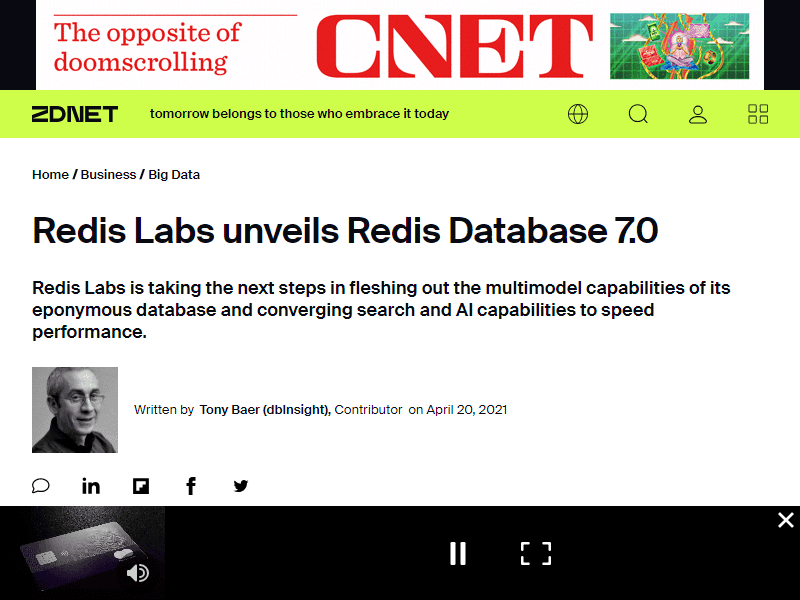 The opposite of
doomscrolling
CNET
ZDNET
tomorrow belongs to those who embrace it today
Home / Business / Big Data
Redis Labs unveils Redis Database 7.0
Redis Labs is taking the next steps in fleshing out the multimodel capabilities of its
eponymous database and converging search and AI capabilities to speed
performance.
Written by Tony Baer (dbInsight), Contributor on April 20, 2021